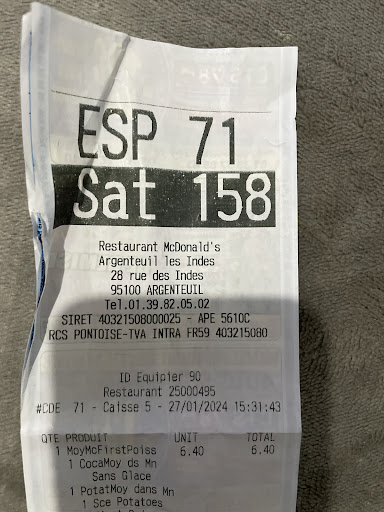 ESP 71
Sat 158
Restaurant McDonald's
Argenteuil les Indes
28 rue des Indes
95100 ARGENTEUIL
Tel.01.39.82.05.02
SIRET 40321508000025 - APE 5610C
RCS PONTOISE-TVA INTRA FR59 403215080
ID Equipier 90
Restaurant 25000495
#CDE 71 - Caisse 5 - 27/01/2024 15:31:43
QTE PRODUIT UNIT TOTAL
1 MoyMcFirstPoiss 6.40 6.40
1 CocaMoy ds Mn
Sans Glace
1 PotatMoy dans Mn
1 Sce Potatoes